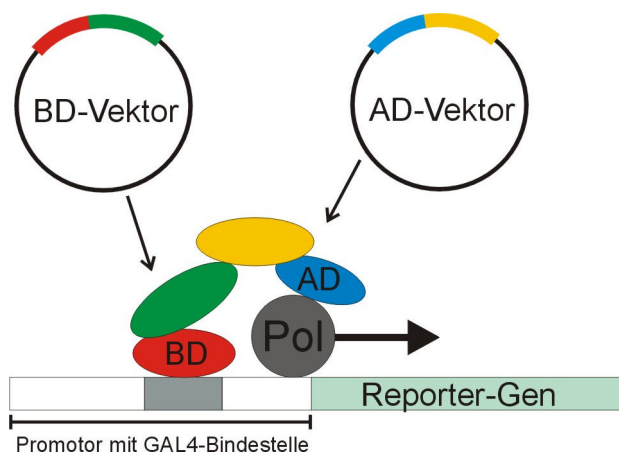 BD-Vektor
AD-Vektor
AD
BD
Pol
Reporter-Gen
Promotor mit GAL4-Bindestelle